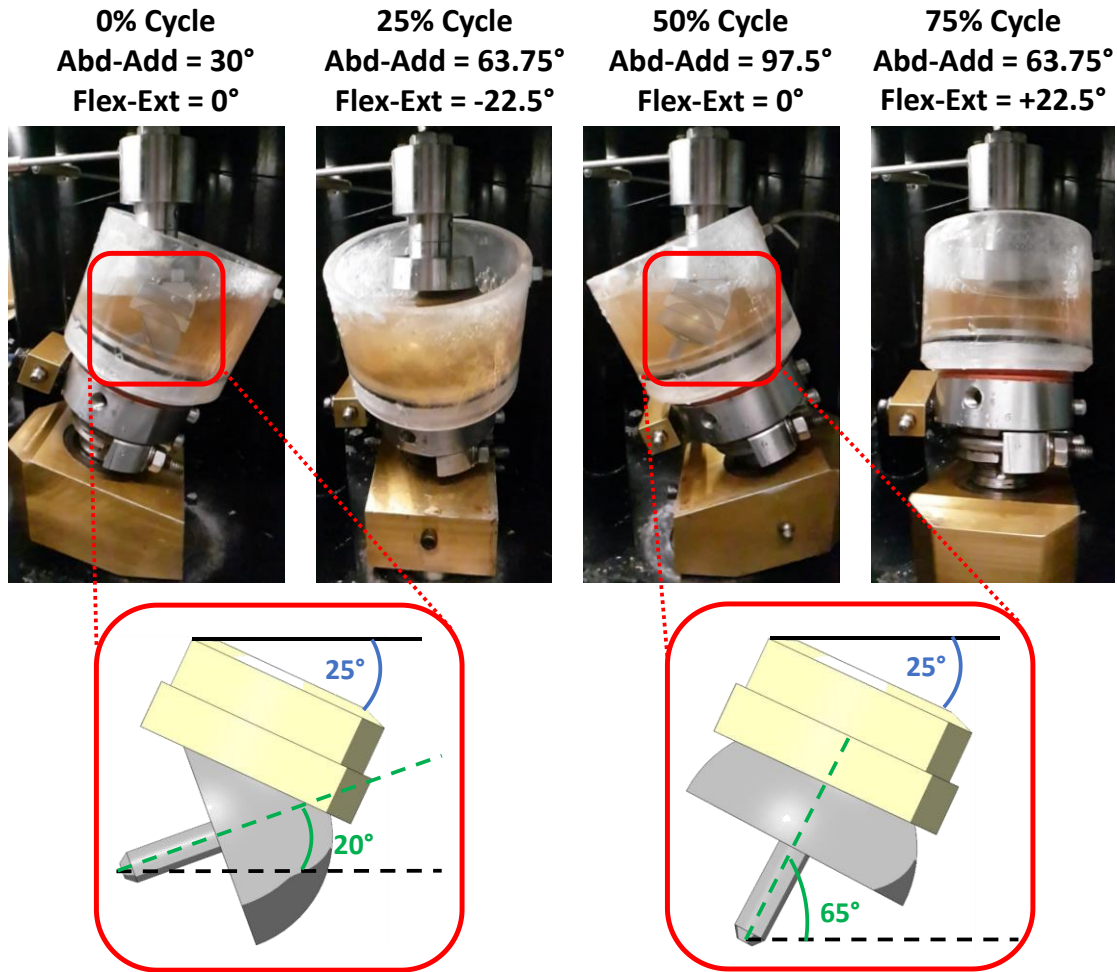 0% Cycle
Abd-Add = 30°
Flex-Ext = 0°
25% Cycle
Abd-Add = 63.75°
Flex-Ext = -22.5°
50% Cycle
Abd-Add = 97.5°
Flex-Ext = 0°
75% Cycle
Abd-Add = 63.75°
Flex-Ext = +22.5°
25°
20°
25°
65°